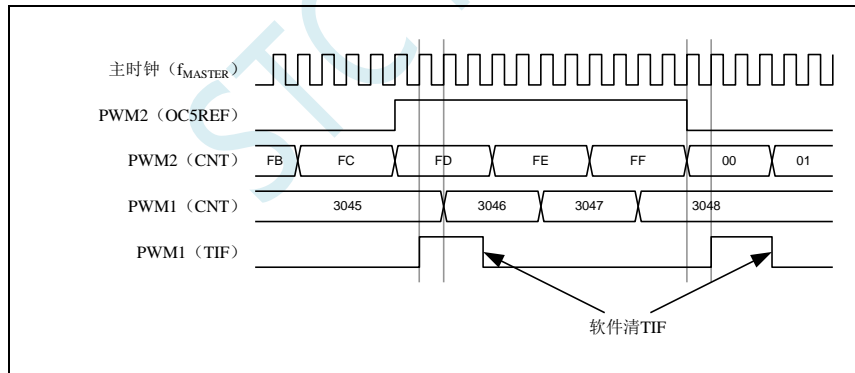 主时钟（fMASTER）
PWM2（OC5REF）
PWM2（CNT） FB FC FD FE FF 00 01
PWM1（CNT） 3045 3046 3047 3048
PWM1（TIF）
软件清TIF
STC